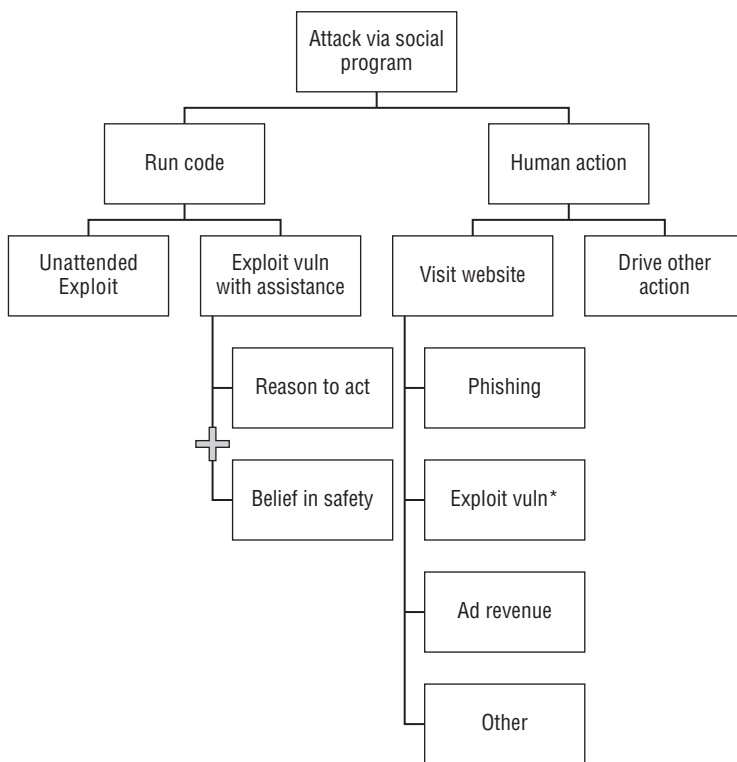 Attack via social
program
Run code
Human action
Unattended
Exploit
Exploit vuln
with assistance
Visit website
Drive other
action
Reason to act
Phishing
Belief in safety
Exploit vuln*
Ad revenue
Other